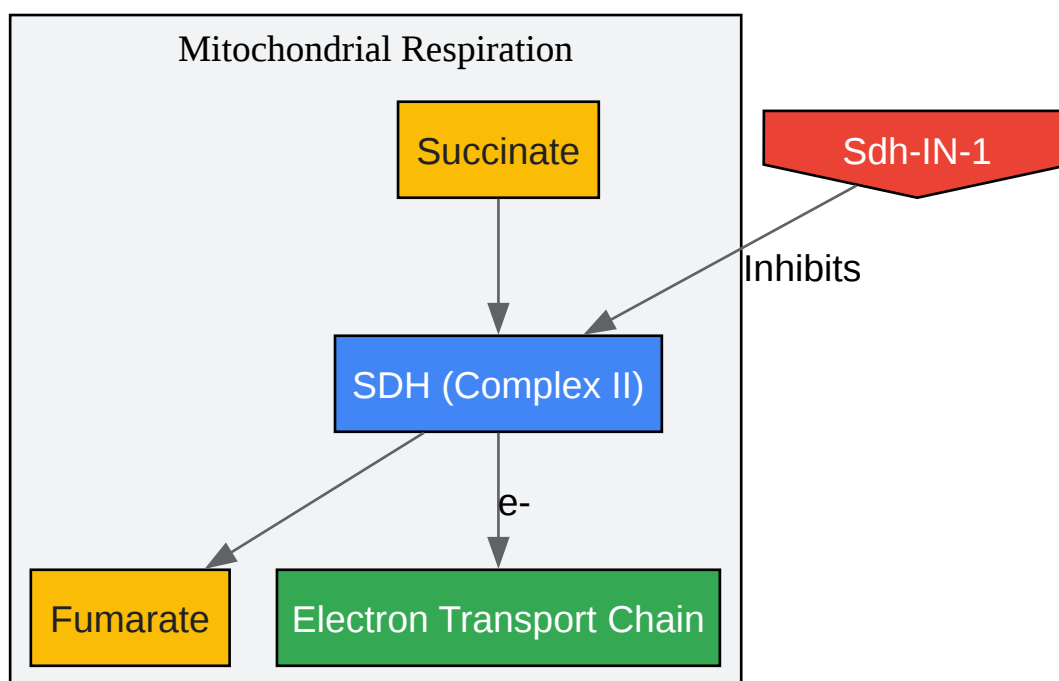 Mitochondrial Respiration
Succinate
Sdh-IN-1
Inhibits
SDH (Complex II)
e-
Fumarate
Electron Transport Chain